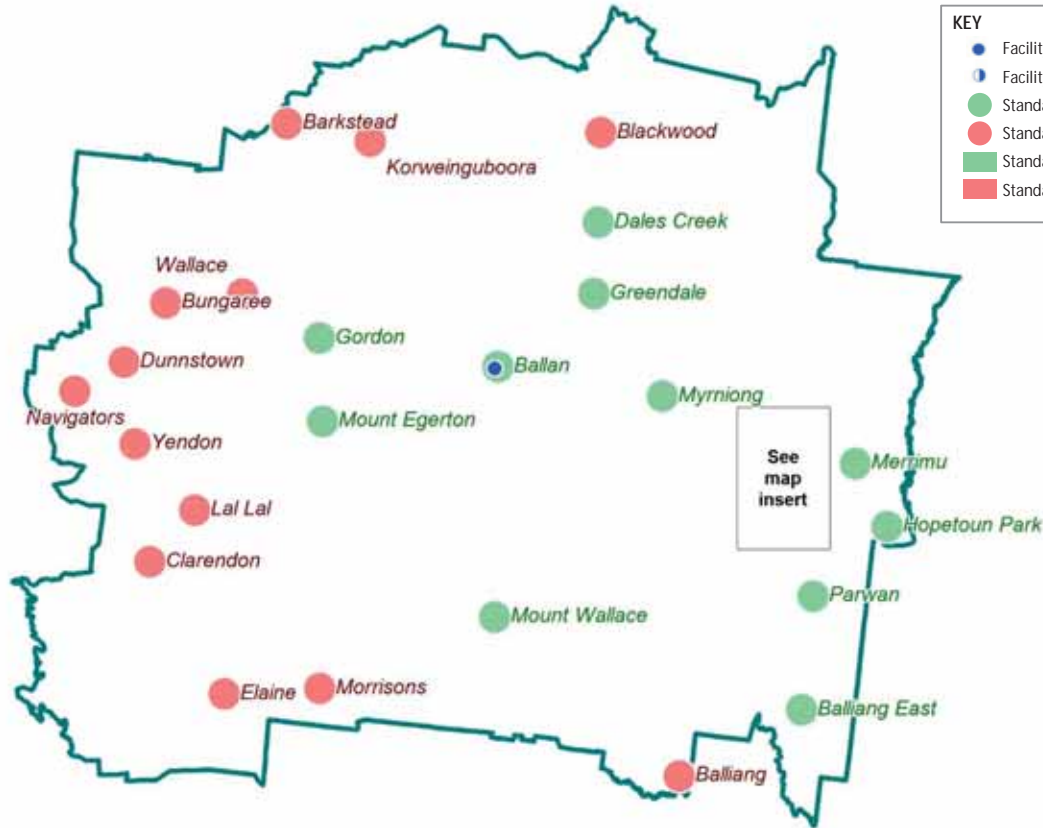 KEY
Facilit
Facilit
Standa
Standa
Standa
Standa
Barkstead
Korweinguboora
Blackwood
Dales Creek
Wallace
Bungaree
Greendale
Gordon
Dunnstown
Ballan
Navigators
Mount Egerton
Myrniong
Yendon
See
map
insert
Merrimu
Lal Lal
Hopetoun Park
Clarendon
Parwan
Mount Wallace
Elaine
Morrisons
Balliang East
Balliang